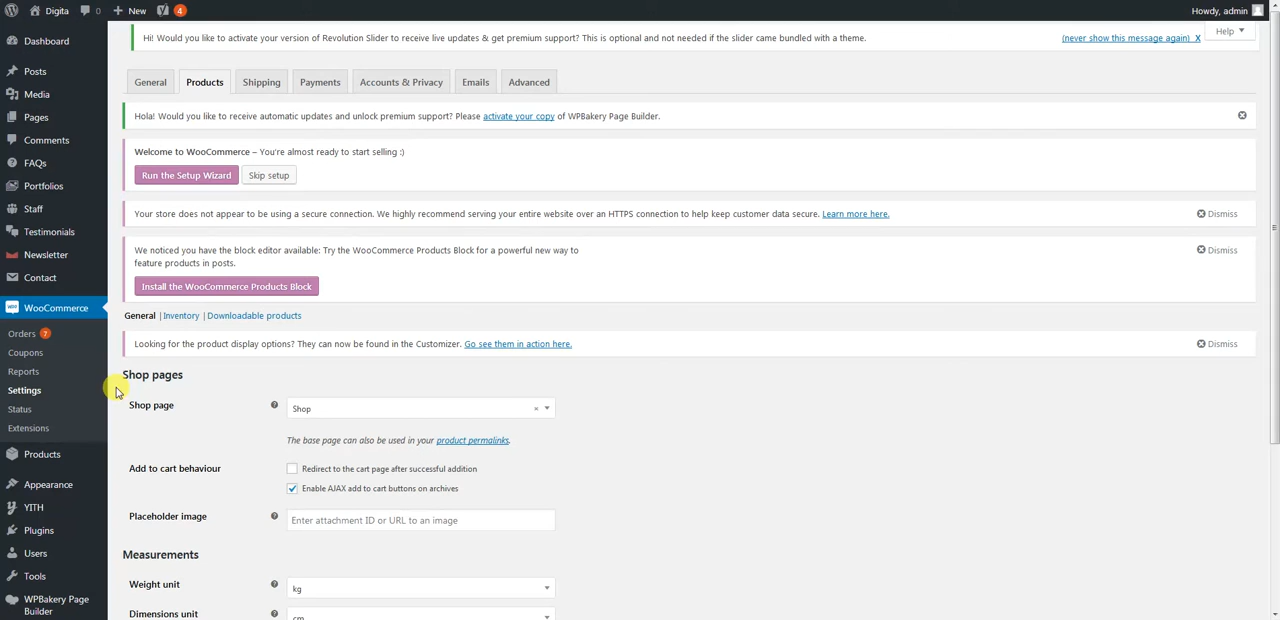 Digita 0 New 4 Howdy, admin
Hi! Would you like to activate your version of Revolution Slider to receive live updates & get premium support? This is optional and not needed if the slider came bundled with a theme. (never show this message again) X
Help
Dashboard
Posts
Media
Pages
Comments
FAQs
Portfolios
Staff
Testimonials
Newsletter
Contact
WooCommerce
Orders 7
Coupons
Reports
Settings
Status
Extensions
Products
Appearance
YITH
Plugins
Users
Tools
WPBakery Page
Builder
General Products Shipping Payments Accounts & Privacy Emails Advanced
Hola! Would you like to receive automatic updates and unlock premium support? Please activate your copy of WPBakery Page Builder.
Welcome to WooCommerce – You're almost ready to start selling :)
Run the Setup Wizard Skip setup
Your store does not appear to be using a secure connection. We highly recommend serving your entire website over an HTTPS connection to help keep customer data secure. Learn more here. Dismiss
We noticed you have the block editor available: Try the WooCommerce Products Block for a powerful new way to Dismiss
feature products in posts.
Install the WooCommerce Products Block
General | Inventory | Downloadable products
Looking for the product display options? They can now be found in the Customizer. Go see them in action here. Dismiss
Shop pages
Shop page ? Shop ×
The base page can also be used in your product permalinks.
Add to cart behaviour Redirect to the cart page after successful addition
Enable AJAX add to cart buttons on archives
Placeholder image ? Enter attachment ID or URL to an image
Measurements
Weight unit ? kg
Dimensions unit ? cm